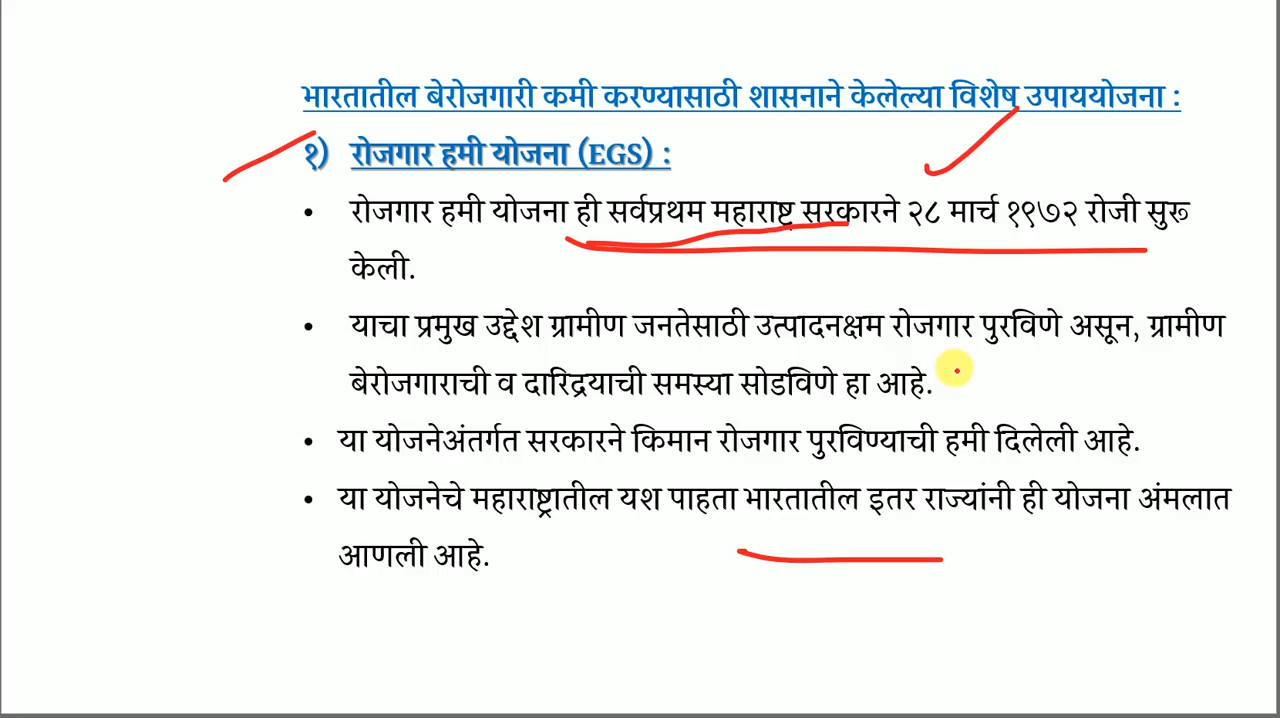 भारतातील बेरोजगारी कमी करण्यासाठी शासनाने केलेल्या विशेष उपाययोजना :
१) रोजगार हमी योजना (EGS) :
• रोजगार हमी योजना ही सर्वप्रथम महाराष्ट्र सरकारने २८ मार्च १९७२ रोजी सुरू
केली.
• याचा प्रमुख उद्देश ग्रामीण जनतेसाठी उत्पादनक्षम रोजगार पुरविणे असून, ग्रामीण
बेरोजगाराची व दारिद्रयाची समस्या सोडविणे हा आहे.
• या योजनेअंतर्गत सरकारने किमान रोजगार पुरविण्याची हमी दिलेली आहे.
• या योजनेचे महाराष्ट्रातील यश पाहता भारतातील इतर राज्यांनी ही योजना अंमलात
आणली आहे.